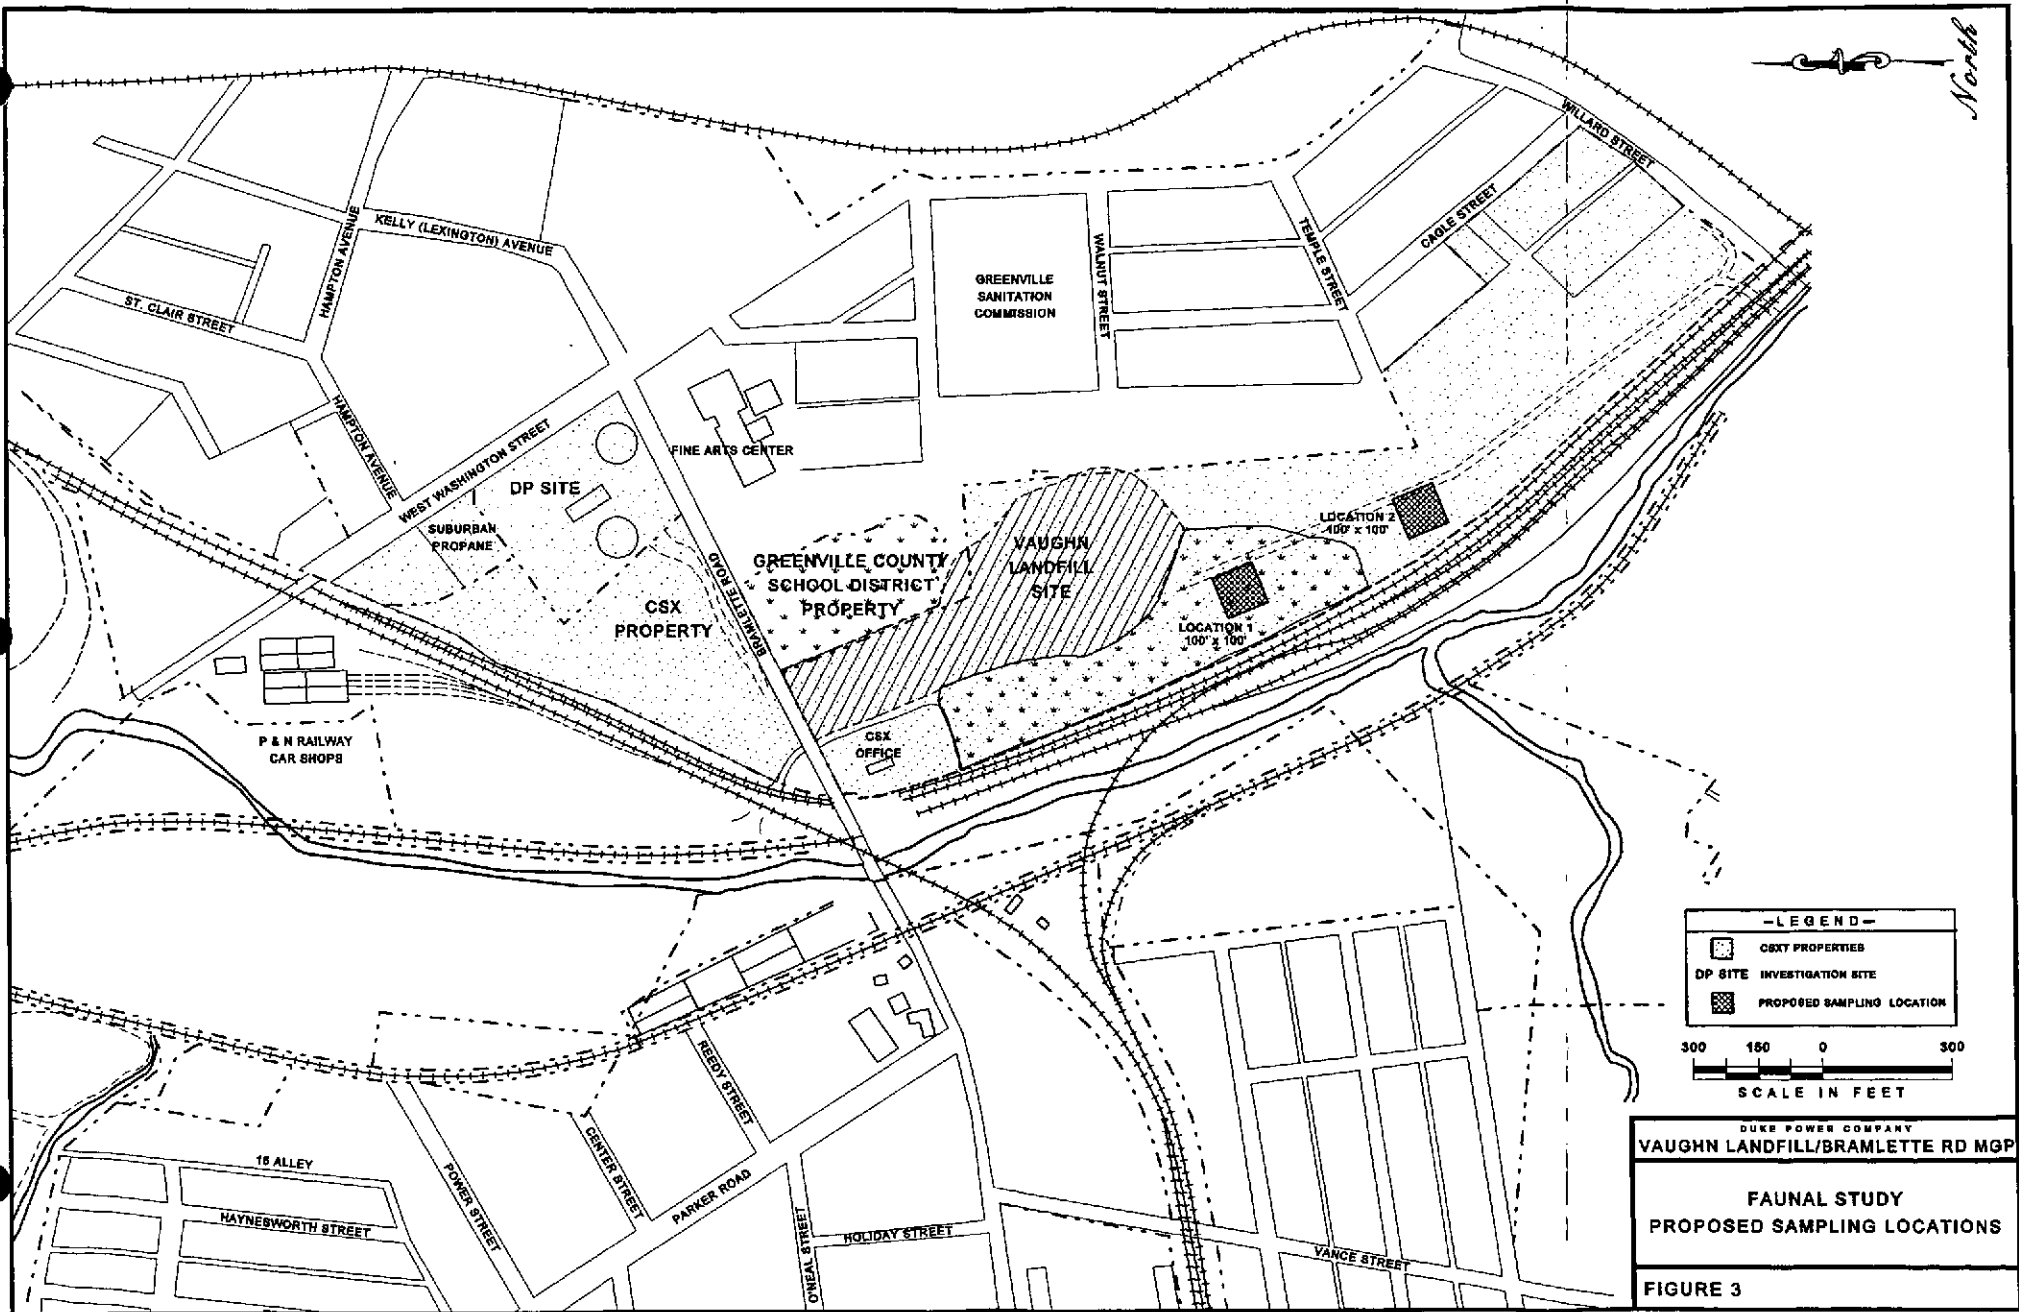 North
WILLARD STREET
KELLY (LEXINGTON) AVENUE
HAMPTON AVENUE
CAGLE STREET
TEMPLE STREET
WALNUT STREET
GREENVILLE
SANITATION
COMMISSION
ST. CLAIR STREET
HAMPTON AVENUE
WEST WASHINGTON STREET
FINE ARTS CENTER
DP SITE
SUBURBAN
PROPANE
LOCATION 2
100' x 100'
BRAMLETTE ROAD
GREENVILLE COUNTY
SCHOOL DISTRICT
PROPERTY
VAUGHN
LANDFILL
SITE
CSX
PROPERTY
LOCATION 1
100' x 100'
P & N RAILWAY
CAR SHOPS
CSX
OFFICE
-LEGEND-
CSXT PROPERTIES
DP SITE INVESTIGATION SITE
PROPOSED SAMPLING LOCATION
300 150 0 300
SCALE IN FEET
REEDY STREET
CENTER STREET
POWER STREET
PARKER ROAD
15 ALLEY
HAYNESWORTH STREET
O'NEAL STREET
HOLIDAY STREET
VANCE STREET
DUKE POWER COMPANY
VAUGHN LANDFILL/BRAMLETTE RD MGP
FAUNAL STUDY
PROPOSED SAMPLING LOCATIONS
FIGURE 3